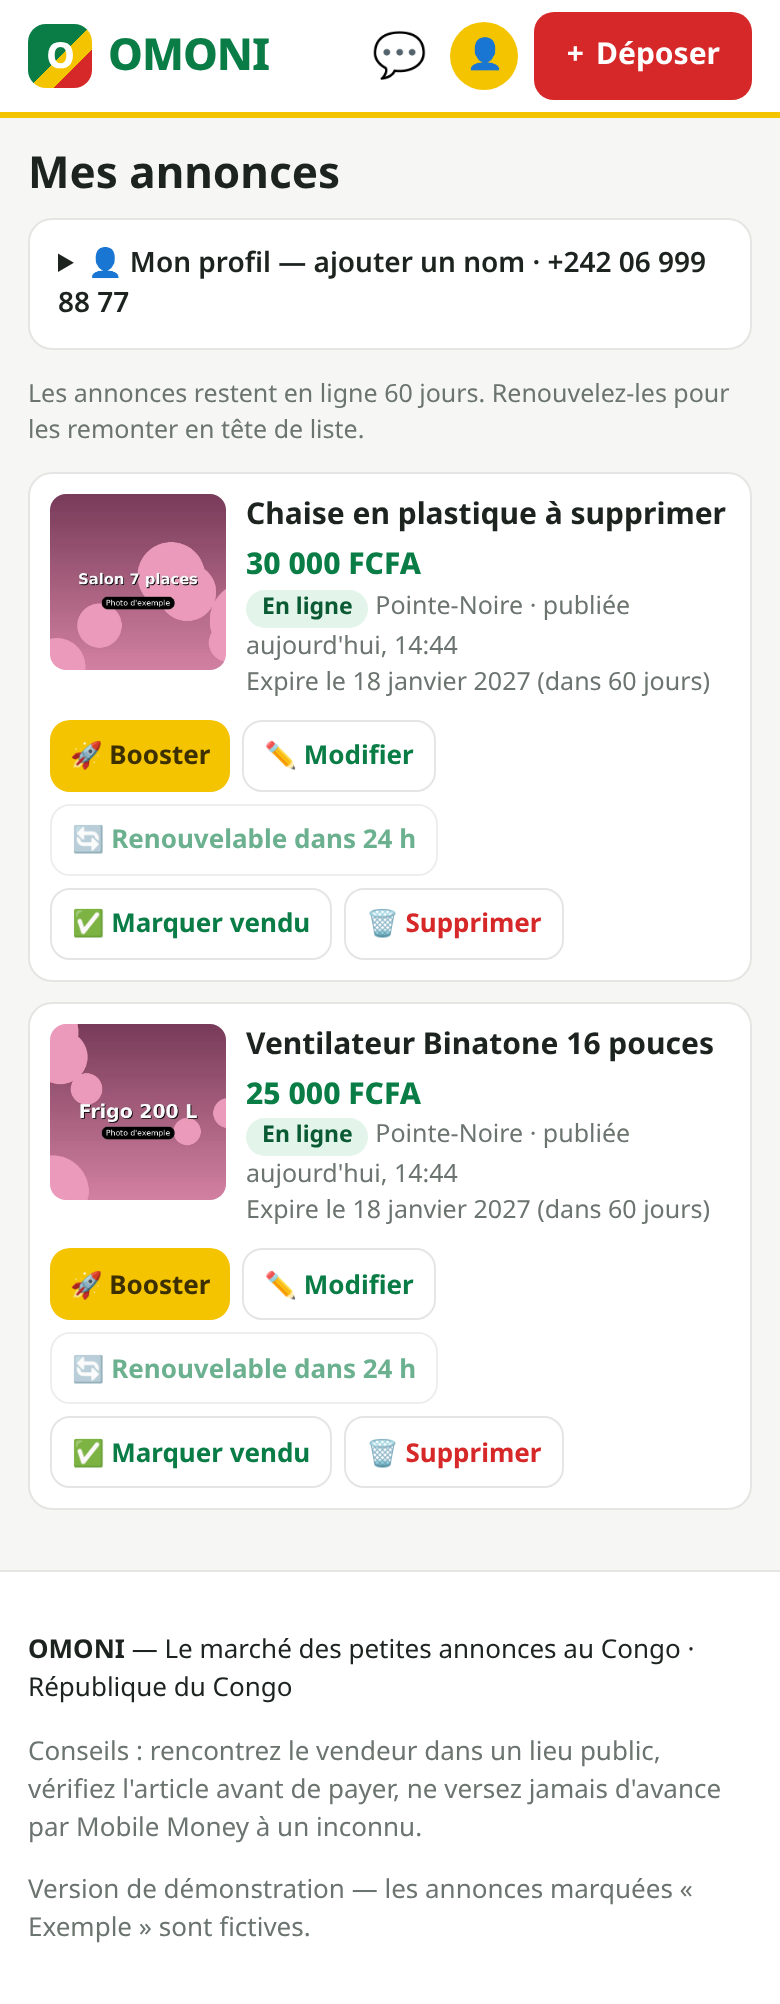 O OMONI 💬 👤 + Déposer
Mes annonces
▶ 👤 Mon profil — ajouter un nom · +242 06 999
88 77
Les annonces restent en ligne 60 jours. Renouvelez-les pour
les remonter en tête de liste.
Salon 7 places
Photo d'exemple
Chaise en plastique à supprimer
30 000 FCFA
En ligne Pointe-Noire · publiée
aujourd'hui, 14:44
Expire le 18 janvier 2027 (dans 60 jours)
🚀 Booster ✏️ Modifier
🔄 Renouvelable dans 24 h
✅ Marquer vendu 🗑️ Supprimer
Frigo 200 L
Photo d'exemple
Ventilateur Binatone 16 pouces
25 000 FCFA
En ligne Pointe-Noire · publiée
aujourd'hui, 14:44
Expire le 18 janvier 2027 (dans 60 jours)
🚀 Booster ✏️ Modifier
🔄 Renouvelable dans 24 h
✅ Marquer vendu 🗑️ Supprimer
OMONI — Le marché des petites annonces au Congo ·
République du Congo
Conseils : rencontrez le vendeur dans un lieu public,
vérifiez l'article avant de payer, ne versez jamais d'avance
par Mobile Money à un inconnu.
Version de démonstration — les annonces marquées «
Exemple » sont fictives.